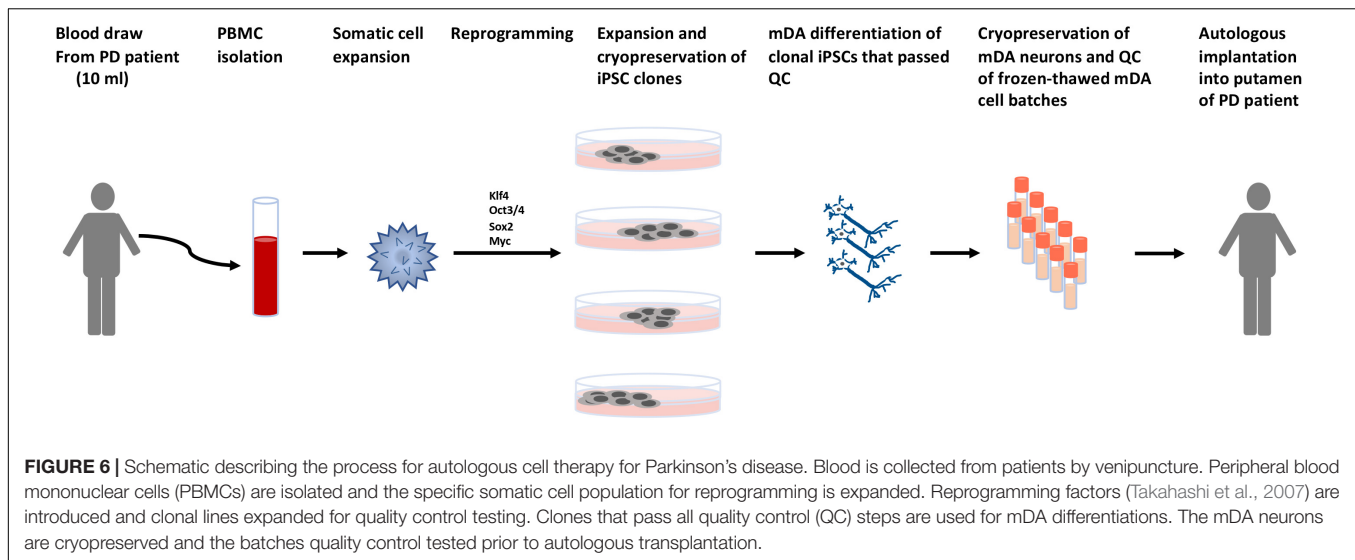 Blood draw
From PD patient
(10 ml)
PBMC
isolation
Somatic cell
expansion
Reprogramming
Expansion and
cryopreservation of
iPSC clones
mDA differentiation of
clonal iPSCs that passed
QC
Cryopreservation of
mDA neurons and QC
of frozen-thawed mDA
cell batches
Autologous
implantation
into putamen
of PD patient
Klf4
Oct3/4
Sox2
Myc
FIGURE 6 | Schematic describing the process for autologous cell therapy for Parkinson's disease. Blood is collected from patients by venipuncture. Peripheral blood
mononuclear cells (PBMCs) are isolated and the specific somatic cell population for reprogramming is expanded. Reprogramming factors (Takahashi et al., 2007) are
introduced and clonal lines expanded for quality control testing. Clones that pass all quality control (QC) steps are used for mDA differentiations. The mDA neurons
are cryopreserved and the batches quality control tested prior to autologous transplantation.